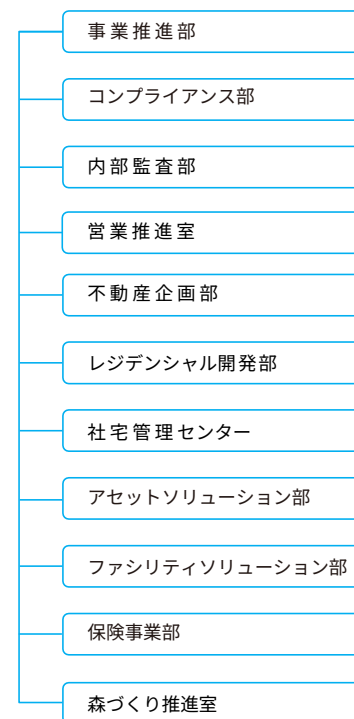 事業推進部
コンプライアンス部
内部監査部
営業推進室
不動産企画部
レジデンシャル開発部
社宅管理センター
アセットソリューション部
ファシリティソリューション部
保険事業部
森づくり推進室